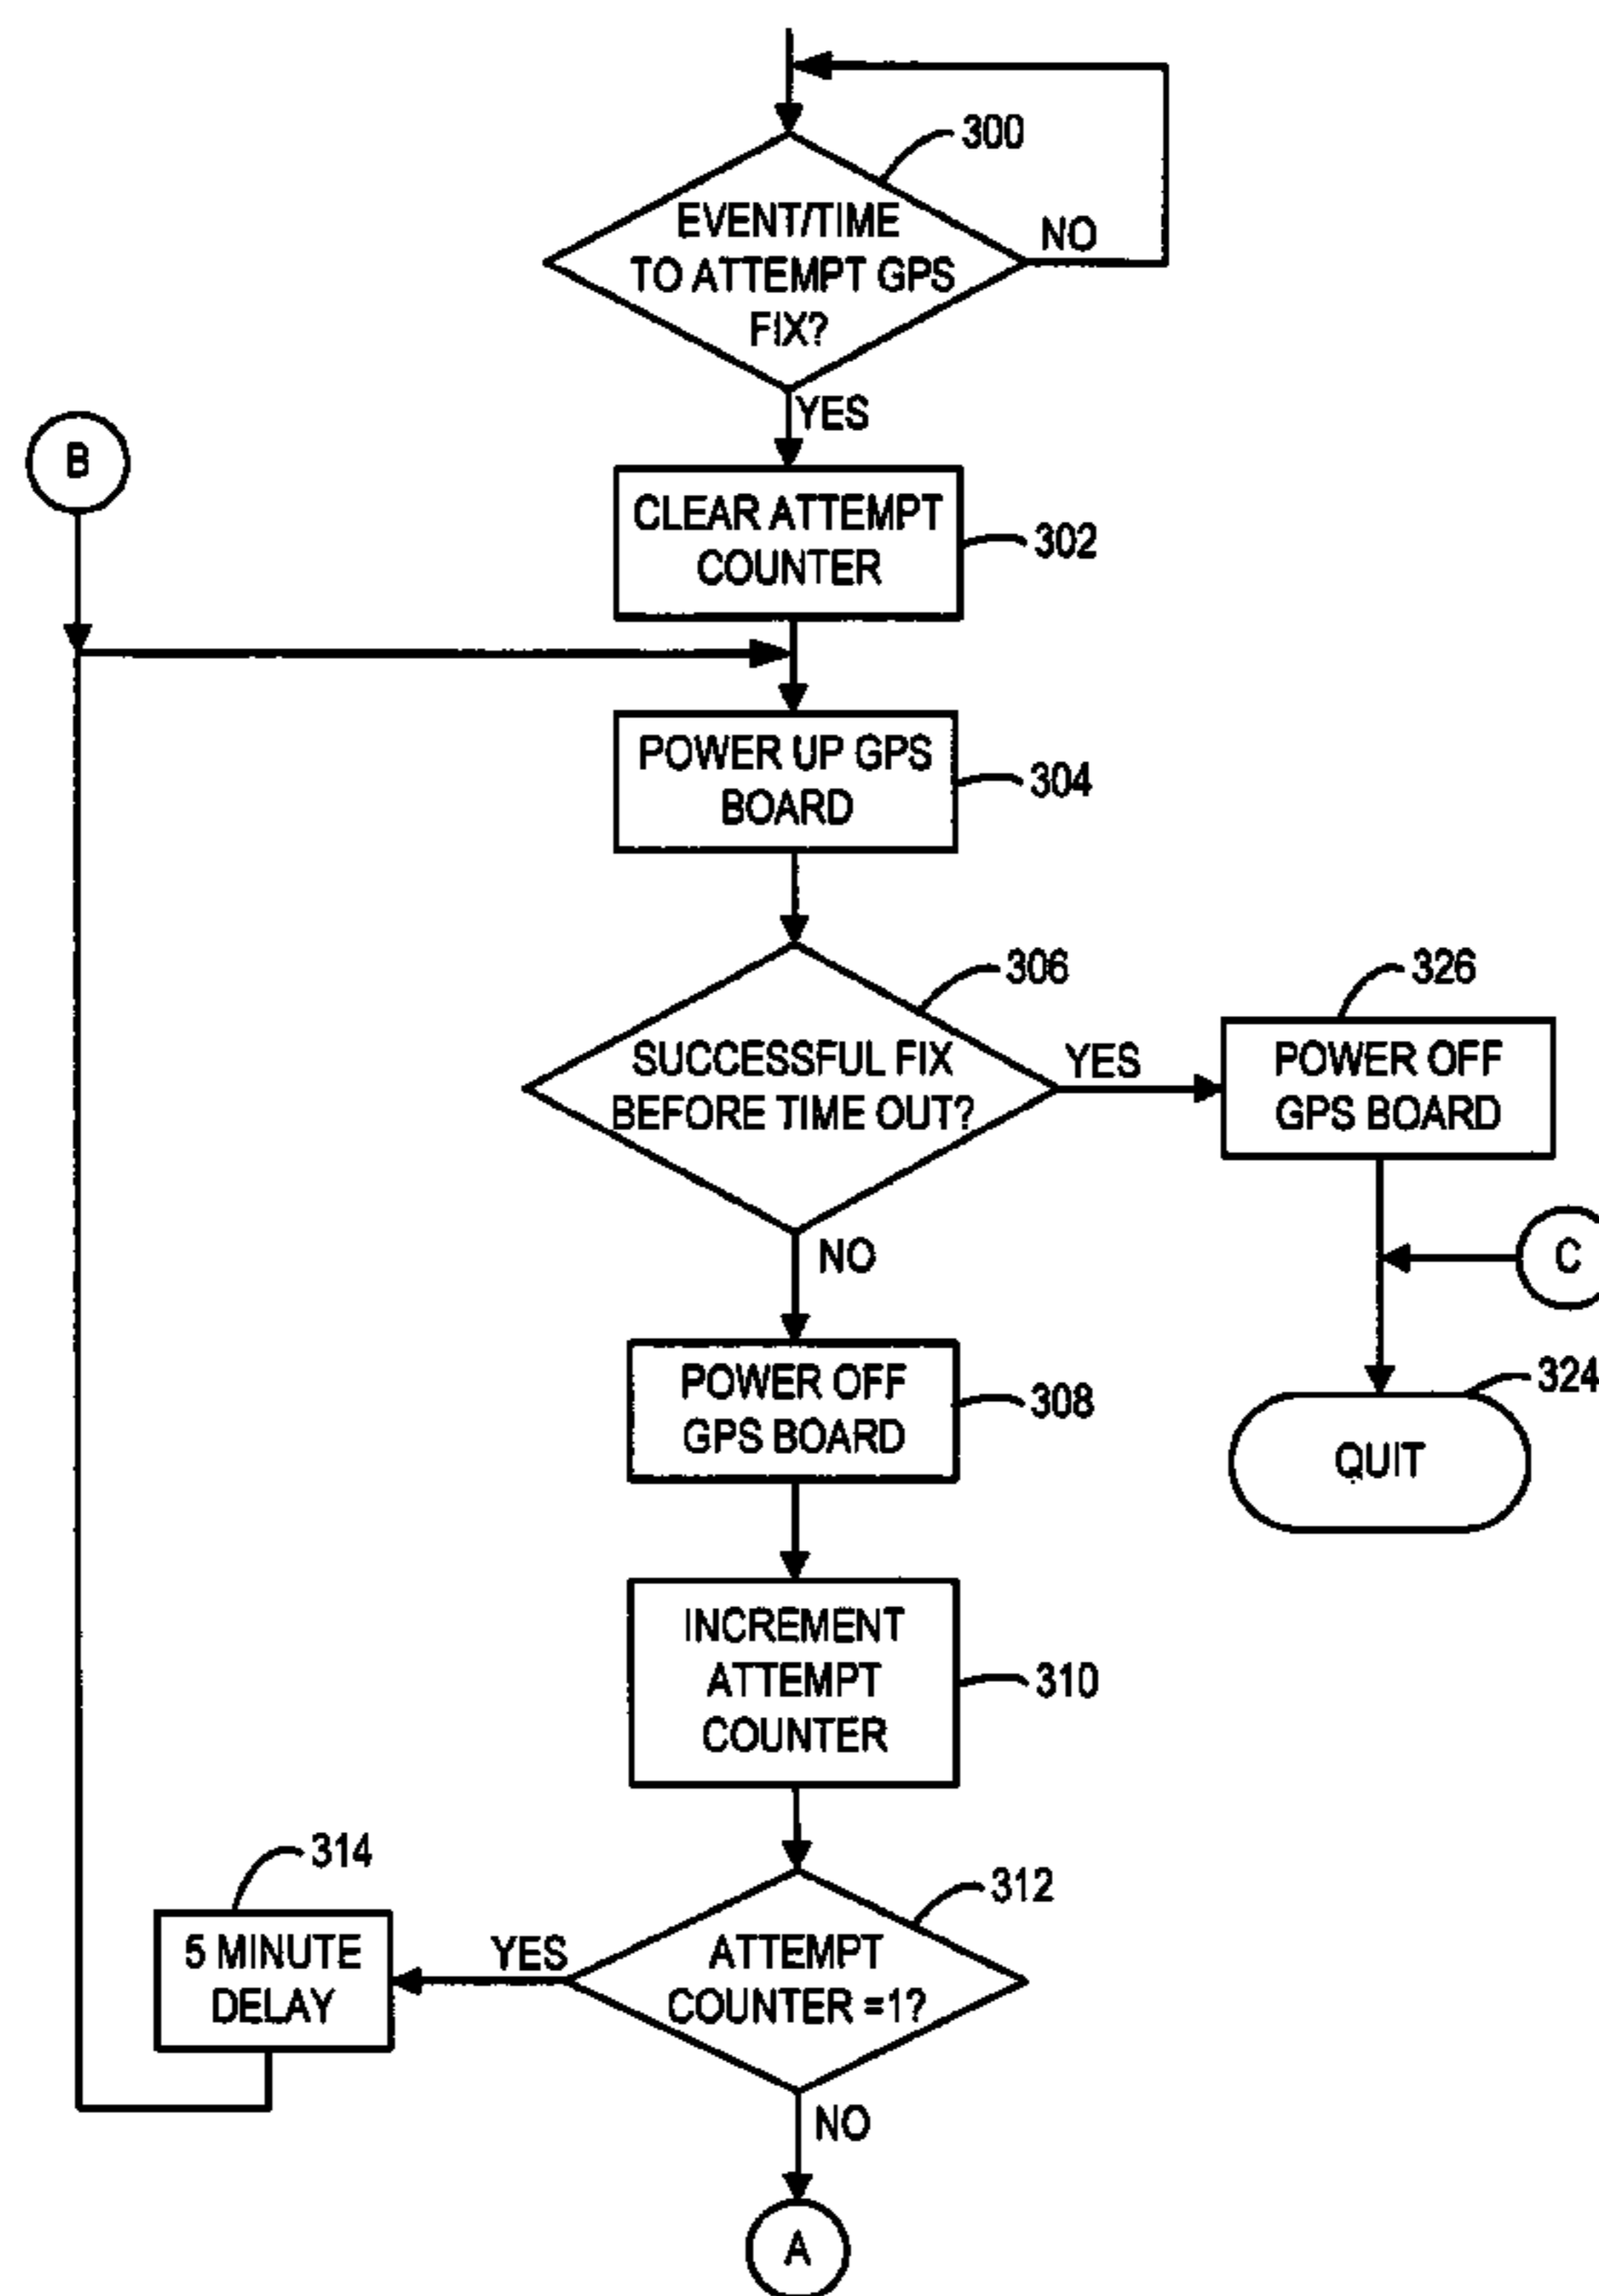 300
EVENT/TIME
TO ATTEMPT GPS
FIX?
NO
YES
B
CLEAR ATTEMPT
COUNTER
302
POWER UP GPS
BOARD
304
306
SUCCESSFUL FIX
BEFORE TIME OUT?
YES
326
POWER OFF
GPS BOARD
NO
C
POWER OFF
GPS BOARD
308
324
QUIT
INCREMENT
ATTEMPT
COUNTER
310
314
312
5 MINUTE
DELAY
YES
ATTEMPT
COUNTER =1?
NO
A